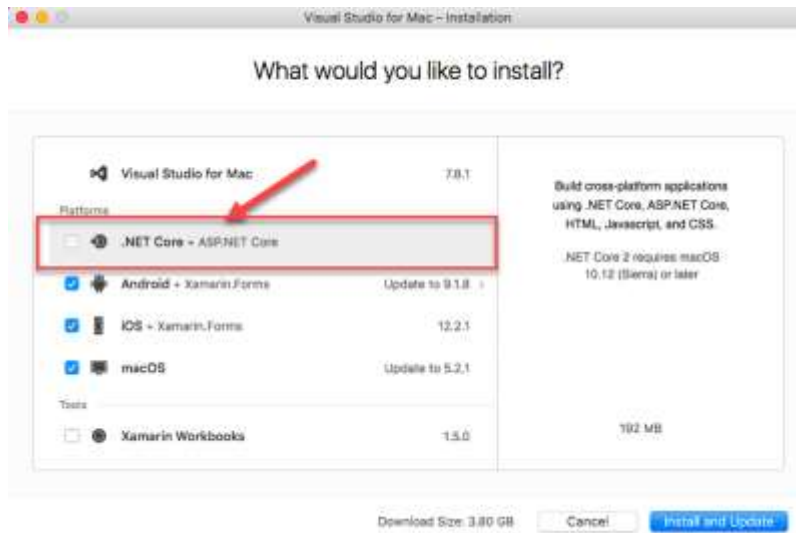 Visual Studio for Mac – Installation
What would you like to install?
Visual Studio for Mac 7.8.1
Platforms
.NET Core + ASP.NET Core
Android + Xamarin.Forms Update to 9.1.8 ›
iOS + Xamarin.Forms 12.2.1
macOS Update to 5.2.1
Tools
Xamarin Workbooks 1.5.0
Build cross-platform applications
using .NET Core, ASP.NET Core,
HTML, Javascript, and CSS.
.NET Core 2 requires macOS
10.12 (Sierra) or later
192 MB
Download Size: 3.80 GB Cancel Install and Update